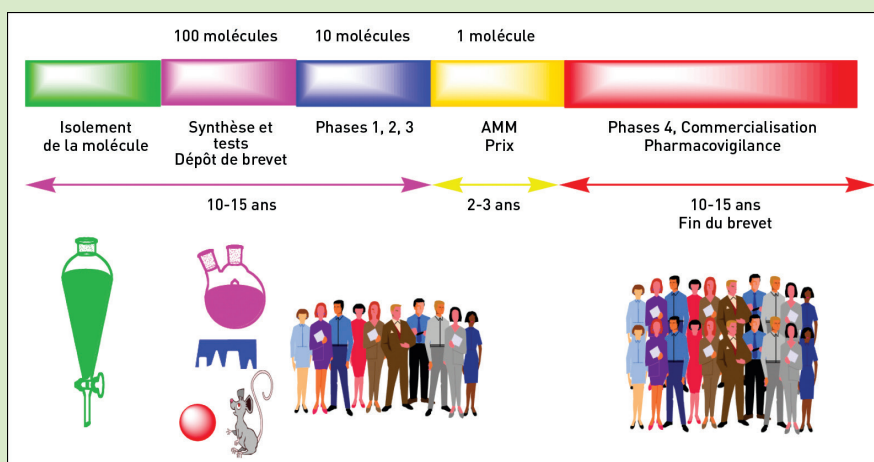 100 molécules
10 molécules
1 molécule
Isolement
de la molécule
Synthèse et
tests
Dépôt de brevet
Phases 1, 2, 3
AMM
Prix
Phases 4, Commercialisation
Pharmacovigilance
10-15 ans
2-3 ans
10-15 ans
Fin du brevet